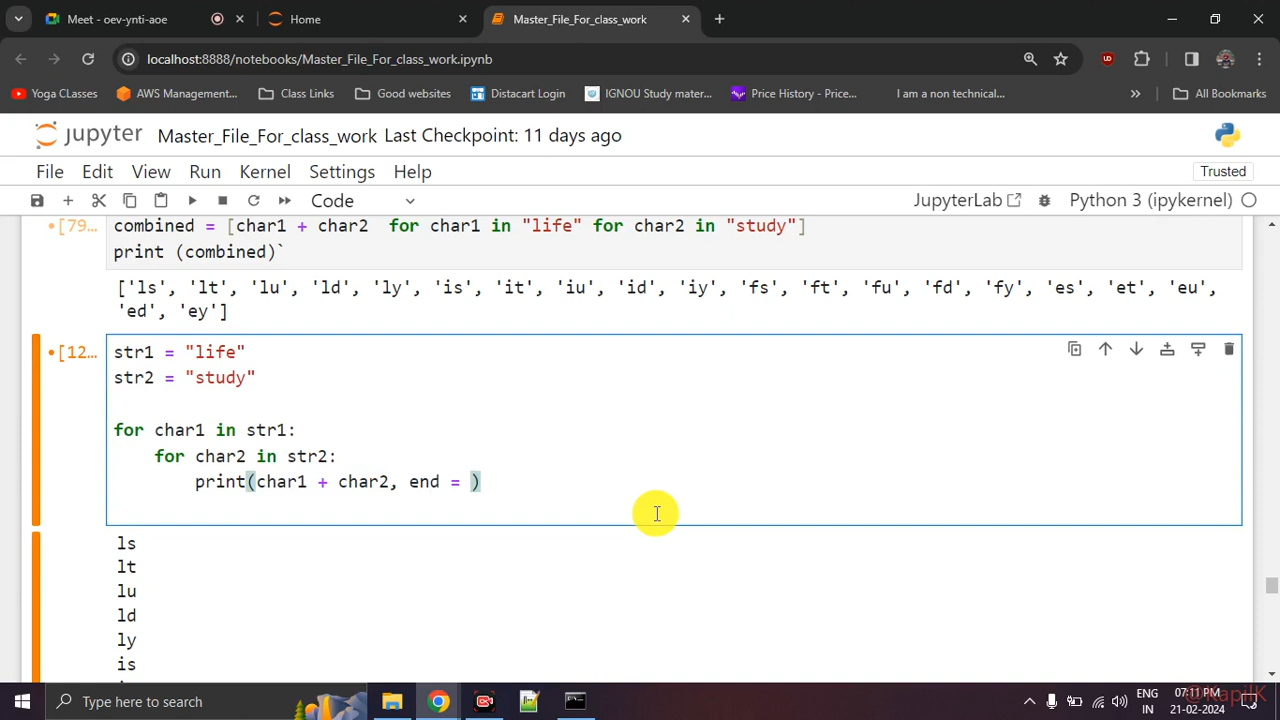 Meet - oev-ynti-aoe
Home
Master_File_For_class_work
localhost:8888/notebooks/Master_File_For_class_work.ipynb
Yoga CLasses
AWS Management...
Class Links
Good websites
Distacart Login
IGNOU Study mater...
Price History - Price...
I am a non technical...
All Bookmarks
jupyter Master_File_For_class_work Last Checkpoint: 11 days ago
File Edit View Run Kernel Settings Help
Trusted
Code
JupyterLab
Python 3 (ipykernel)
[79...
combined = [char1 + char2  for char1 in "life" for char2 in "study"]
print (combined)`
['ls', 'lt', 'lu', 'ld', 'ly', 'is', 'it', 'iu', 'id', 'iy', 'fs', 'ft', 'fu', 'fd', 'fy', 'es', 'et', 'eu',
'ed', 'ey']
[12...
str1 = "life"
str2 = "study"
for char1 in str1:
for char2 in str2:
print(char1 + char2, end = )
ls
lt
lu
ld
ly
is
Type here to search
ENG
IN
07:11 PM
21-02-2024
@KapilK